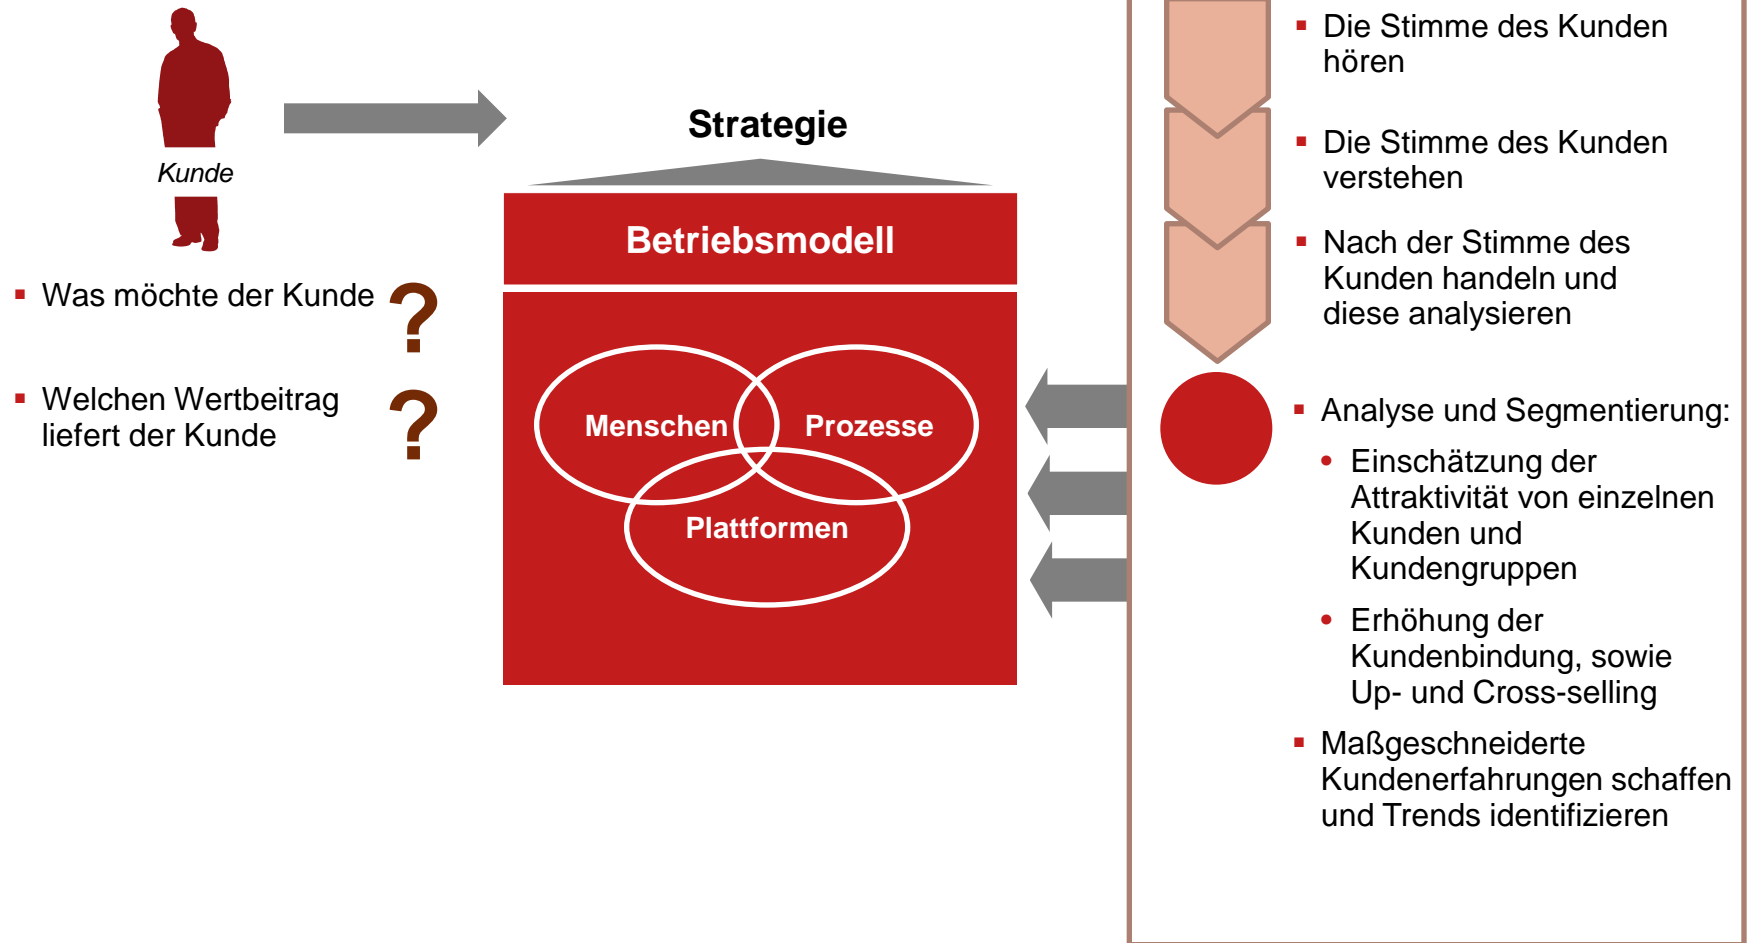 Kunde
Was möchte der Kunde
?
Welchen Wertbeitrag
liefert der Kunde
?
Strategie
Betriebsmodell
Menschen
Prozesse
Plattformen
Die Stimme des Kunden
hören
Die Stimme des Kunden
verstehen
Nach der Stimme des
Kunden handeln und
diese analysieren
Analyse und Segmentierung:
Einschätzung der
Attraktivität von einzelnen
Kunden und
Kundengruppen
Erhöhung der
Kundenbindung, sowie
Up- und Cross-selling
Maßgeschneiderte
Kundenerfahrungen schaffen
und Trends identifizieren